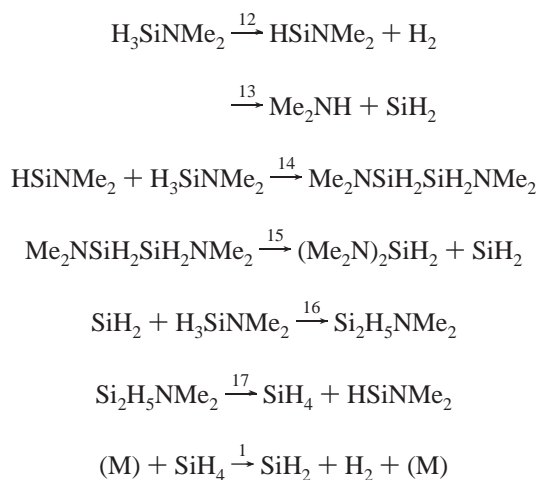 H₃SiNMe₂ —12→ HSiNMe₂ + H₂
—13→ Me₂NH + SiH₂
HSiNMe₂ + H₃SiNMe₂ —14→ Me₂NSiH₂SiH₂NMe₂
Me₂NSiH₂SiH₂NMe₂ —15→ (Me₂N)₂SiH₂ + SiH₂
SiH₂ + H₃SiNMe₂ —16→ Si₂H₅NMe₂
Si₂H₅NMe₂ —17→ SiH₄ + HSiNMe₂
(M) + SiH₄ —1→ SiH₂ + H₂ + (M)